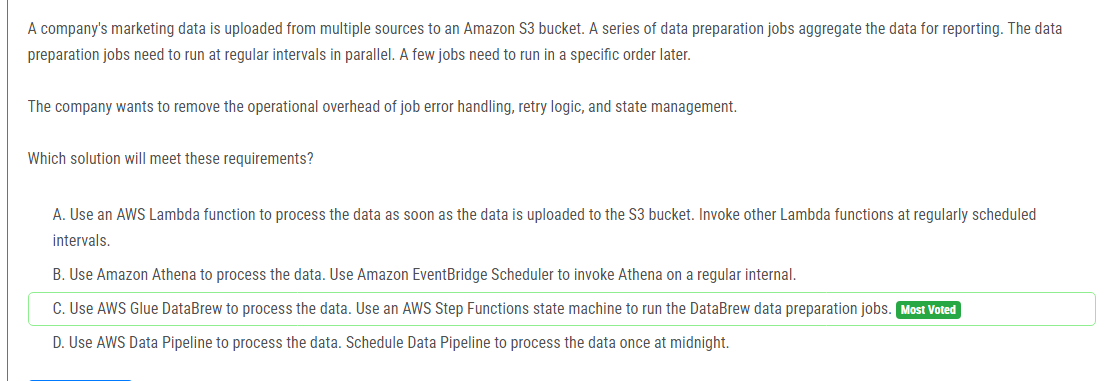 A company's marketing data is uploaded from multiple sources to an Amazon S3 bucket. A series of data preparation jobs aggregate the data for reporting. The data
preparation jobs need to run at regular intervals in parallel. A few jobs need to run in a specific order later.
The company wants to remove the operational overhead of job error handling, retry logic, and state management.
Which solution will meet these requirements?
A. Use an AWS Lambda function to process the data as soon as the data is uploaded to the S3 bucket. Invoke other Lambda functions at regularly scheduled
intervals.
B. Use Amazon Athena to process the data. Use Amazon EventBridge Scheduler to invoke Athena on a regular internal.
C. Use AWS Glue DataBrew to process the data. Use an AWS Step Functions state machine to run the DataBrew data preparation jobs. Most Voted
D. Use AWS Data Pipeline to process the data. Schedule Data Pipeline to process the data once at midnight.